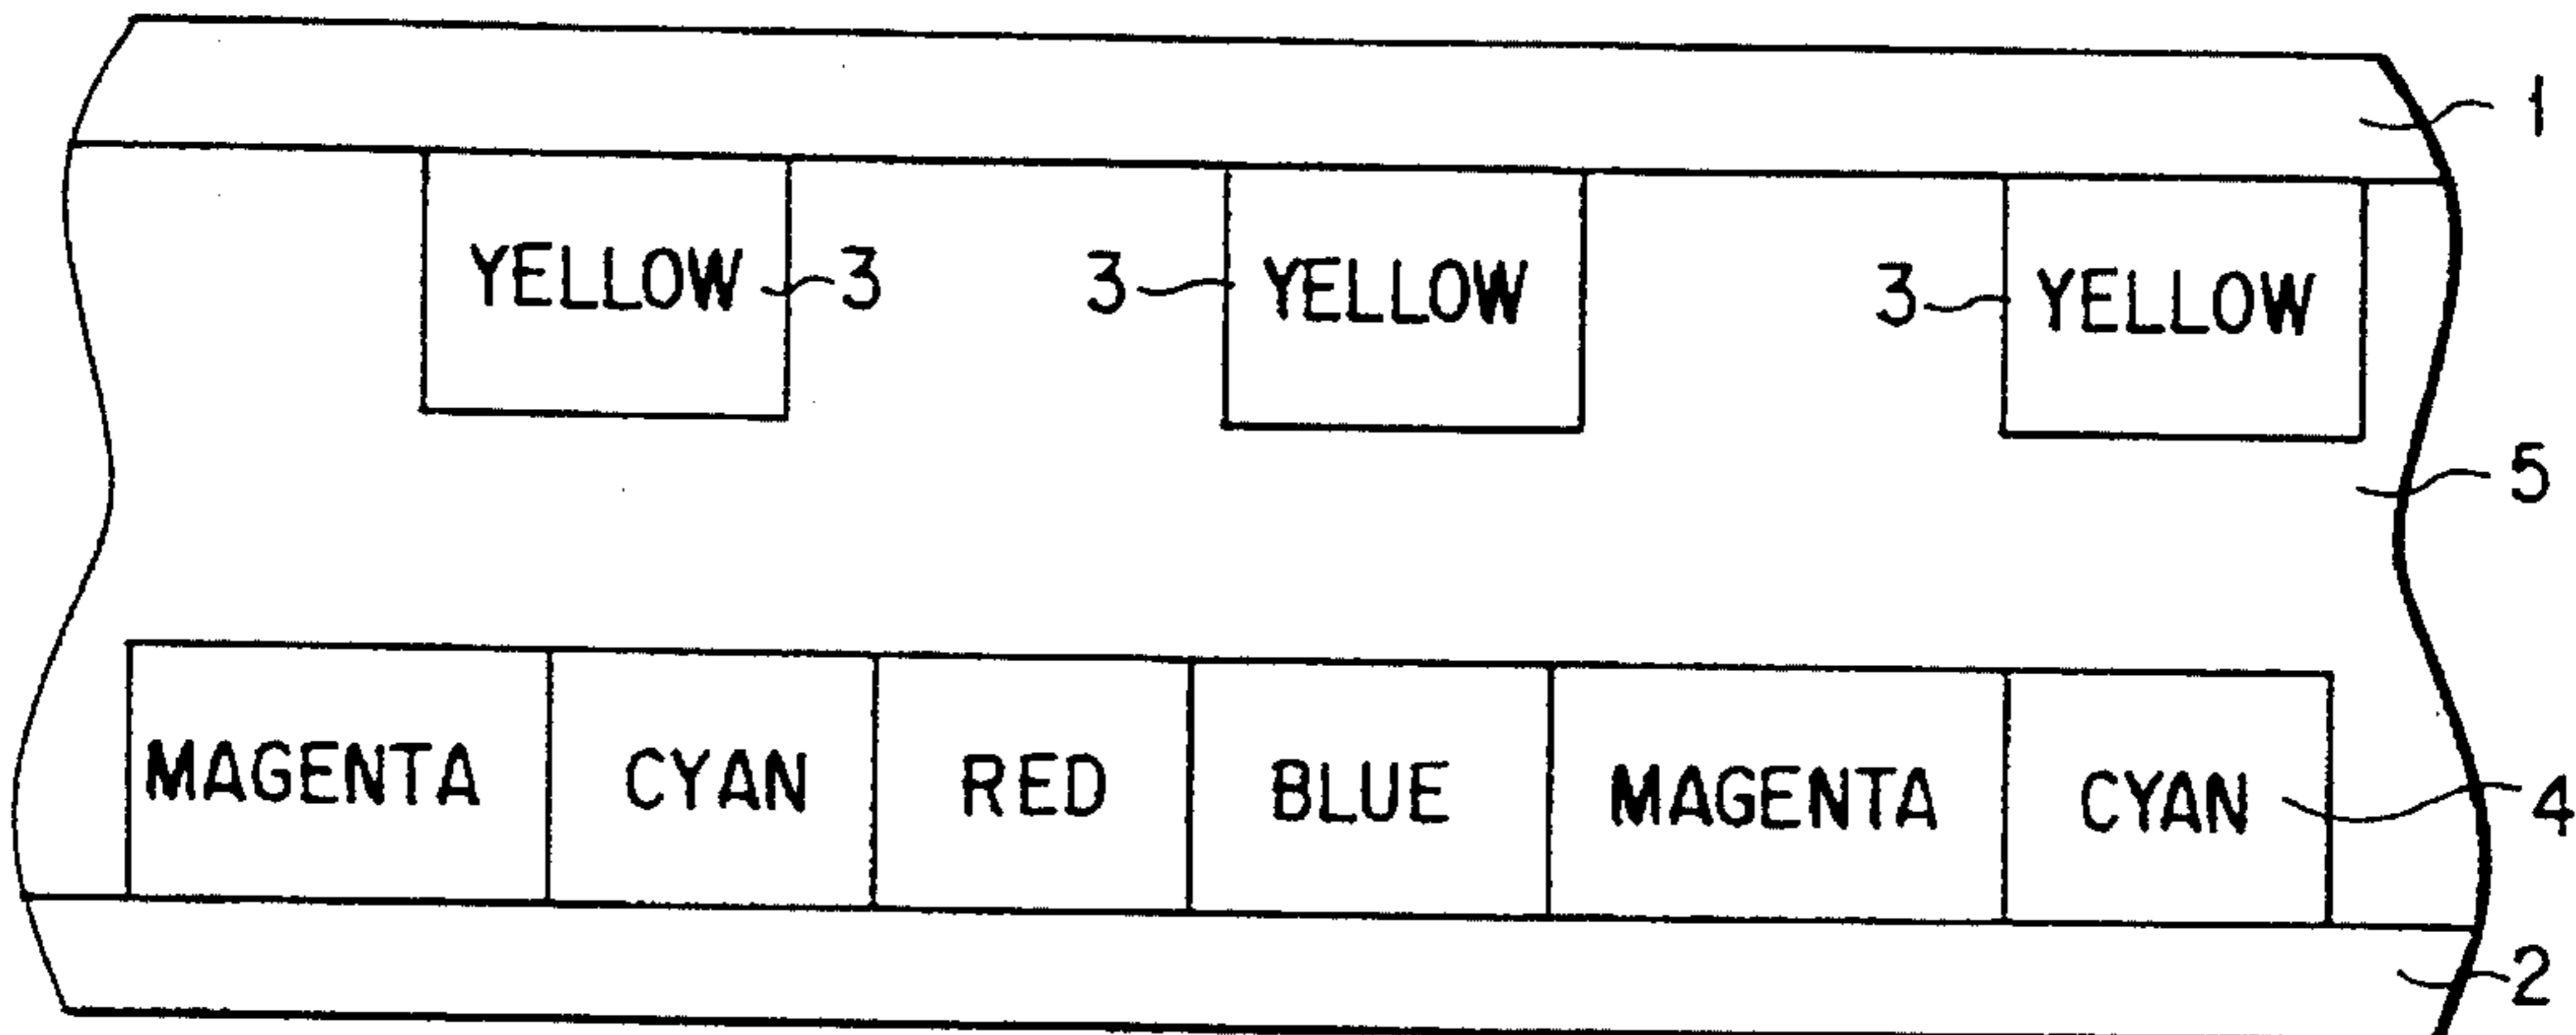 1
YELLOW 3 3 YELLOW 3 YELLOW
5
MAGENTA CYAN RED BLUE MAGENTA CYAN 4
2